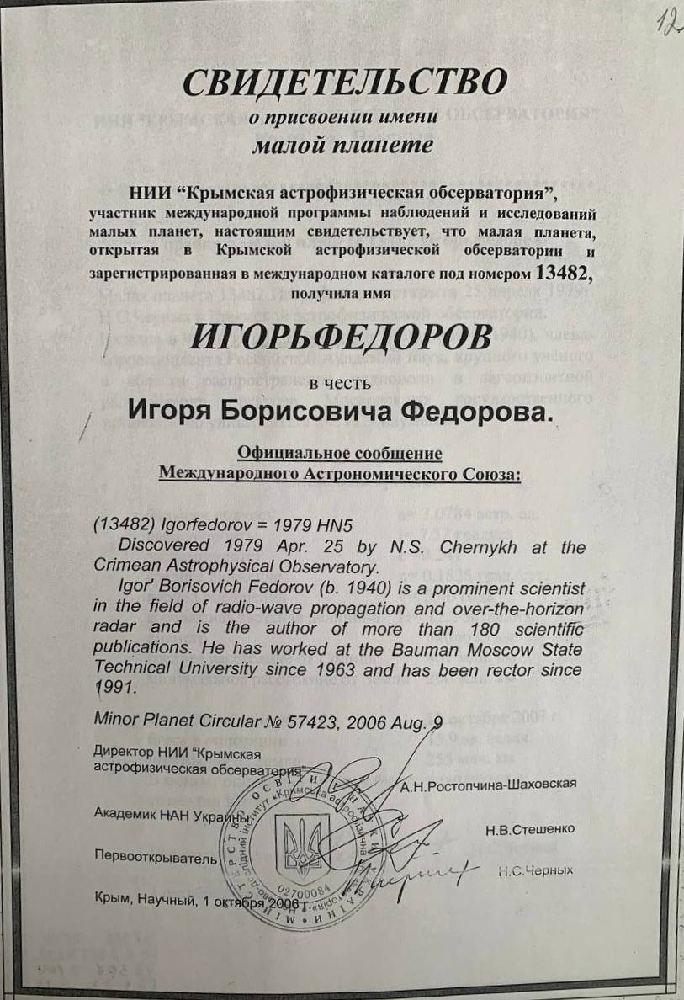 12
СВИДЕТЕЛЬСТВО
о присвоении имени
малой планете
НИИ “Крымская астрофизическая обсерватория”,
участник международной программы наблюдений и исследований
малых планет, настоящим свидетельствует, что малая планета,
открытая в Крымской астрофизической обсерватории и
зарегистрированная в международном каталоге под номером 13482,
получила имя
ИГОРЬФЕДОРОВ
в честь
Игоря Борисовича Федорова.
Официальное сообщение
Международного Астрономического Союза:
(13482) Igorfedorov = 1979 HN5
Discovered 1979 Apr. 25 by N.S. Chernykh at the
Crimean Astrophysical Observatory.
Igor' Borisovich Fedorov (b. 1940) is a prominent scientist
in the field of radio-wave propagation and over-the-horizon
radar and is the author of more than 180 scientific
publications. He has worked at the Bauman Moscow State
Technical University since 1963 and has been rector since
1991.
Minor Planet Circular № 57423, 2006 Aug. 9
Директор НИИ “Крымская
астрофизическая обсерватория”
А.Н.Ростопчина-Шаховская
Академик НАН Украины
Н.В.Стешенко
Первооткрыватель
Н.С.Черных
Крым, Научный, 1 октября 2006 г.
02700084